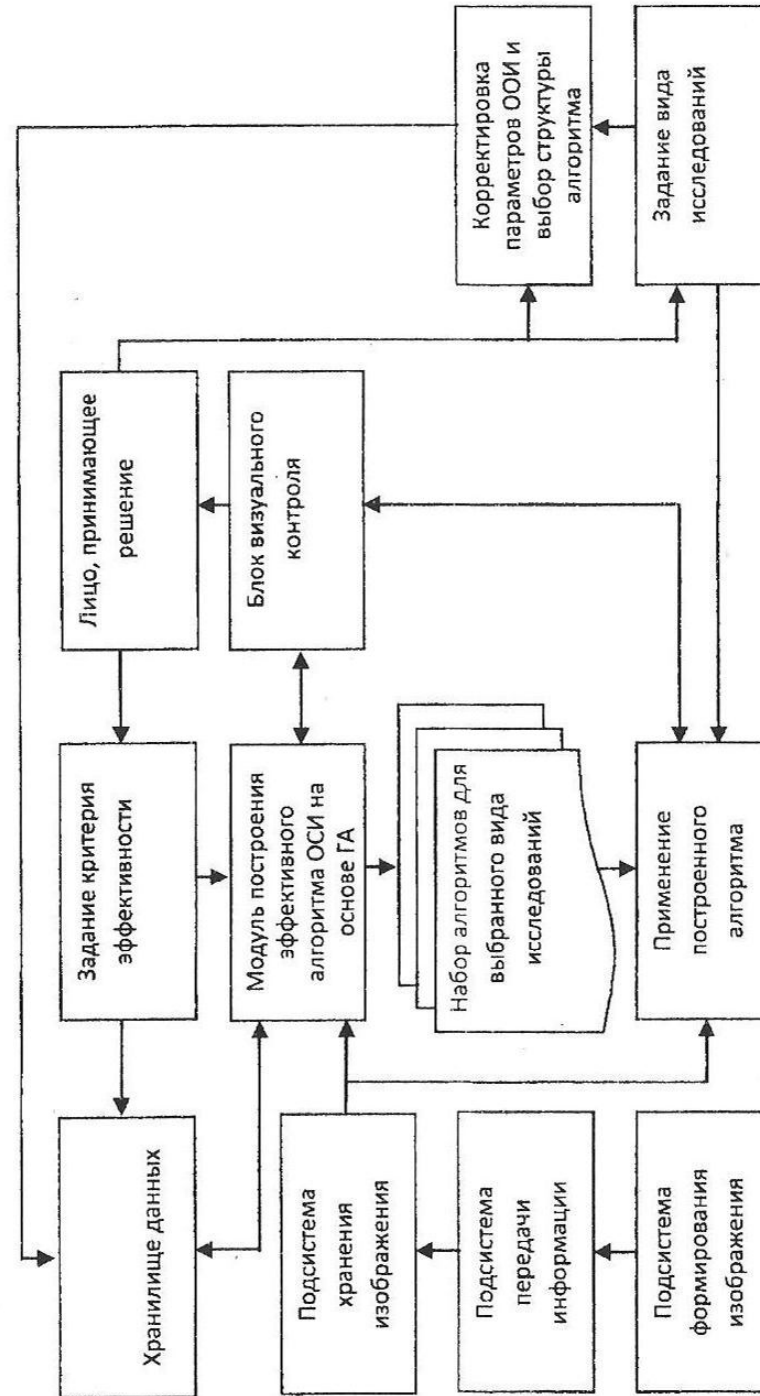 Хранилище данных
Задание критерия
эффективности
Лицо, принимающее
решение
Подсистема
хранения
изображения
Модуль построения
эффективного
алгоритма ОСИ на
основе ГА
Блок визуального
контроля
Подсистема
передачи
информации
Набор алгоритмов для
выбранного вида
исследований
Корректировка
параметров ООИ и
выбор структуры
алгоритма
Подсистема
формирования
изображения
Применение
построенного
алгоритма
Задание вида
исследований